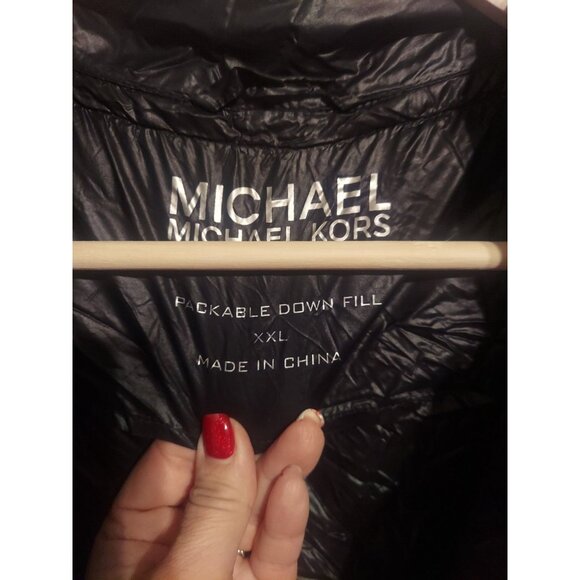 MICHAEL
MICHAEL KORS
PACKABLE DOWN FILL
XXL
MADE IN CHINA